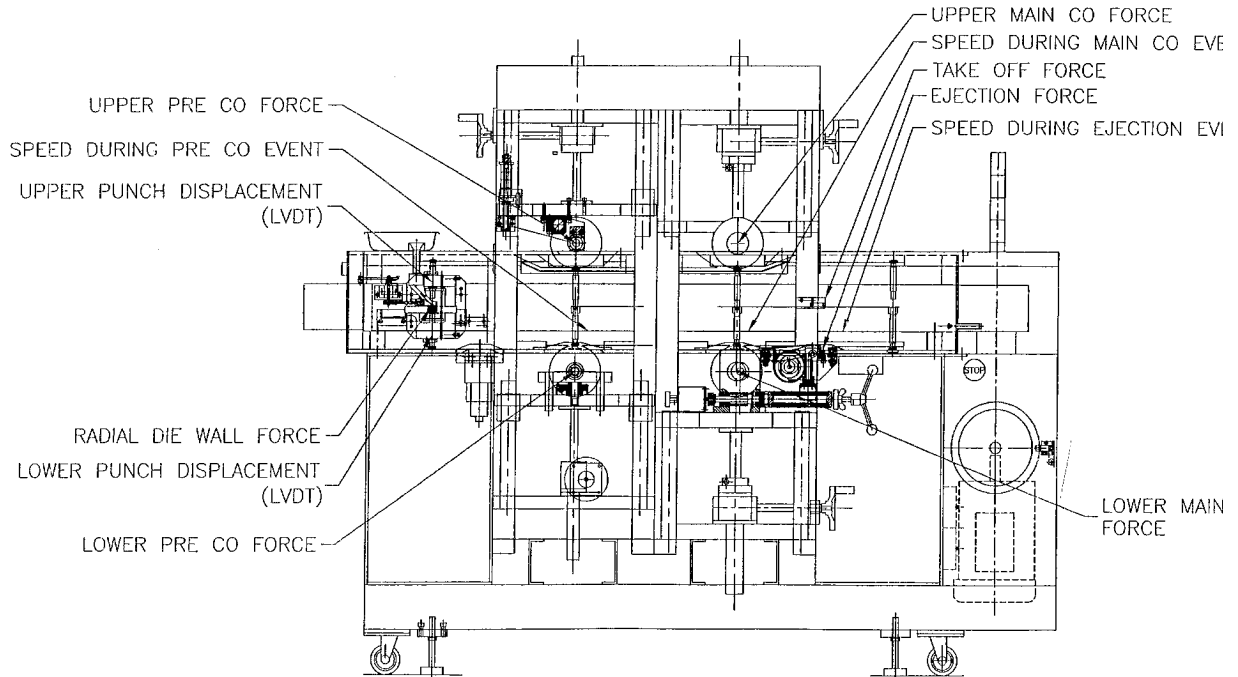 UPPER MAIN CO FORCE
SPEED DURING MAIN CO EVE
TAKE OFF FORCE
EJECTION FORCE
SPEED DURING EJECTION EVE
UPPER PRE CO FORCE
SPEED DURING PRE CO EVENT
UPPER PUNCH DISPLACEMENT
(LVDT)
STOP
RADIAL DIE WALL FORCE
LOWER PUNCH DISPLACEMENT
(LVDT)
LOWER PRE CO FORCE
LOWER MAIN
FORCE